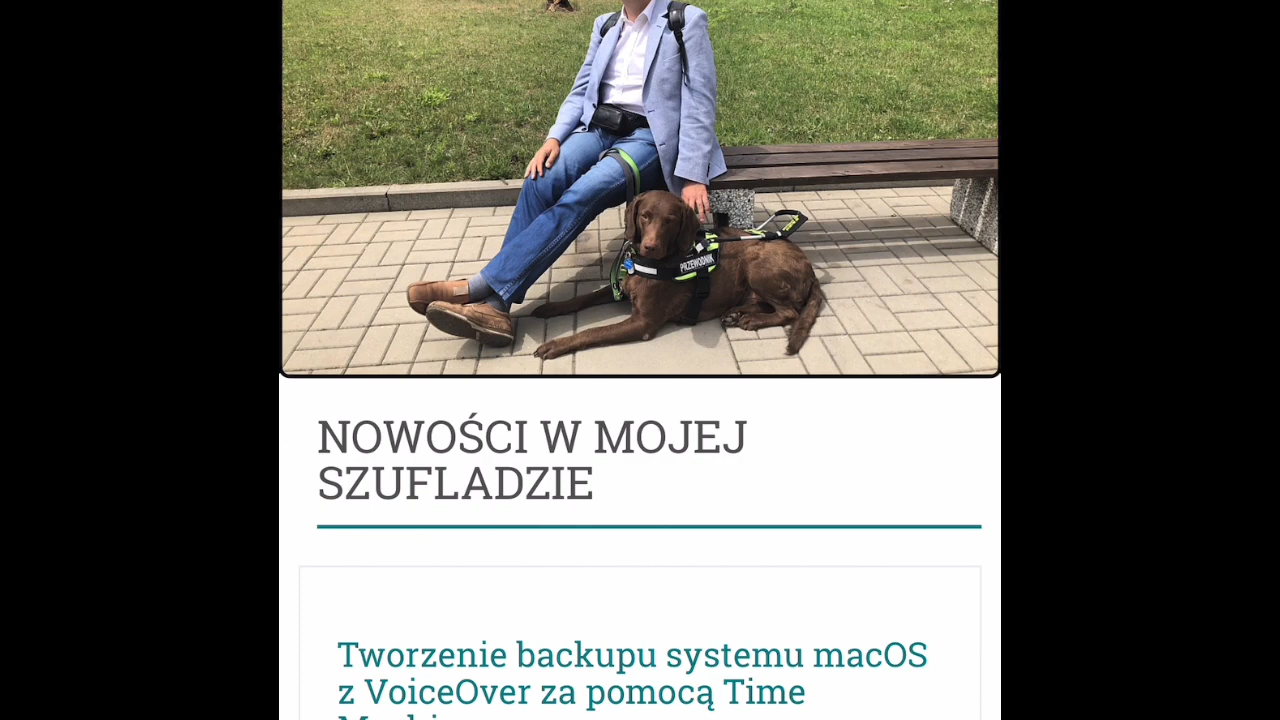 PRZEWODNIK
NOWOŚCI W MOJEJ
SZUFLADZIE
Tworzenie backupu systemu macOS
z VoiceOver za pomocą Time